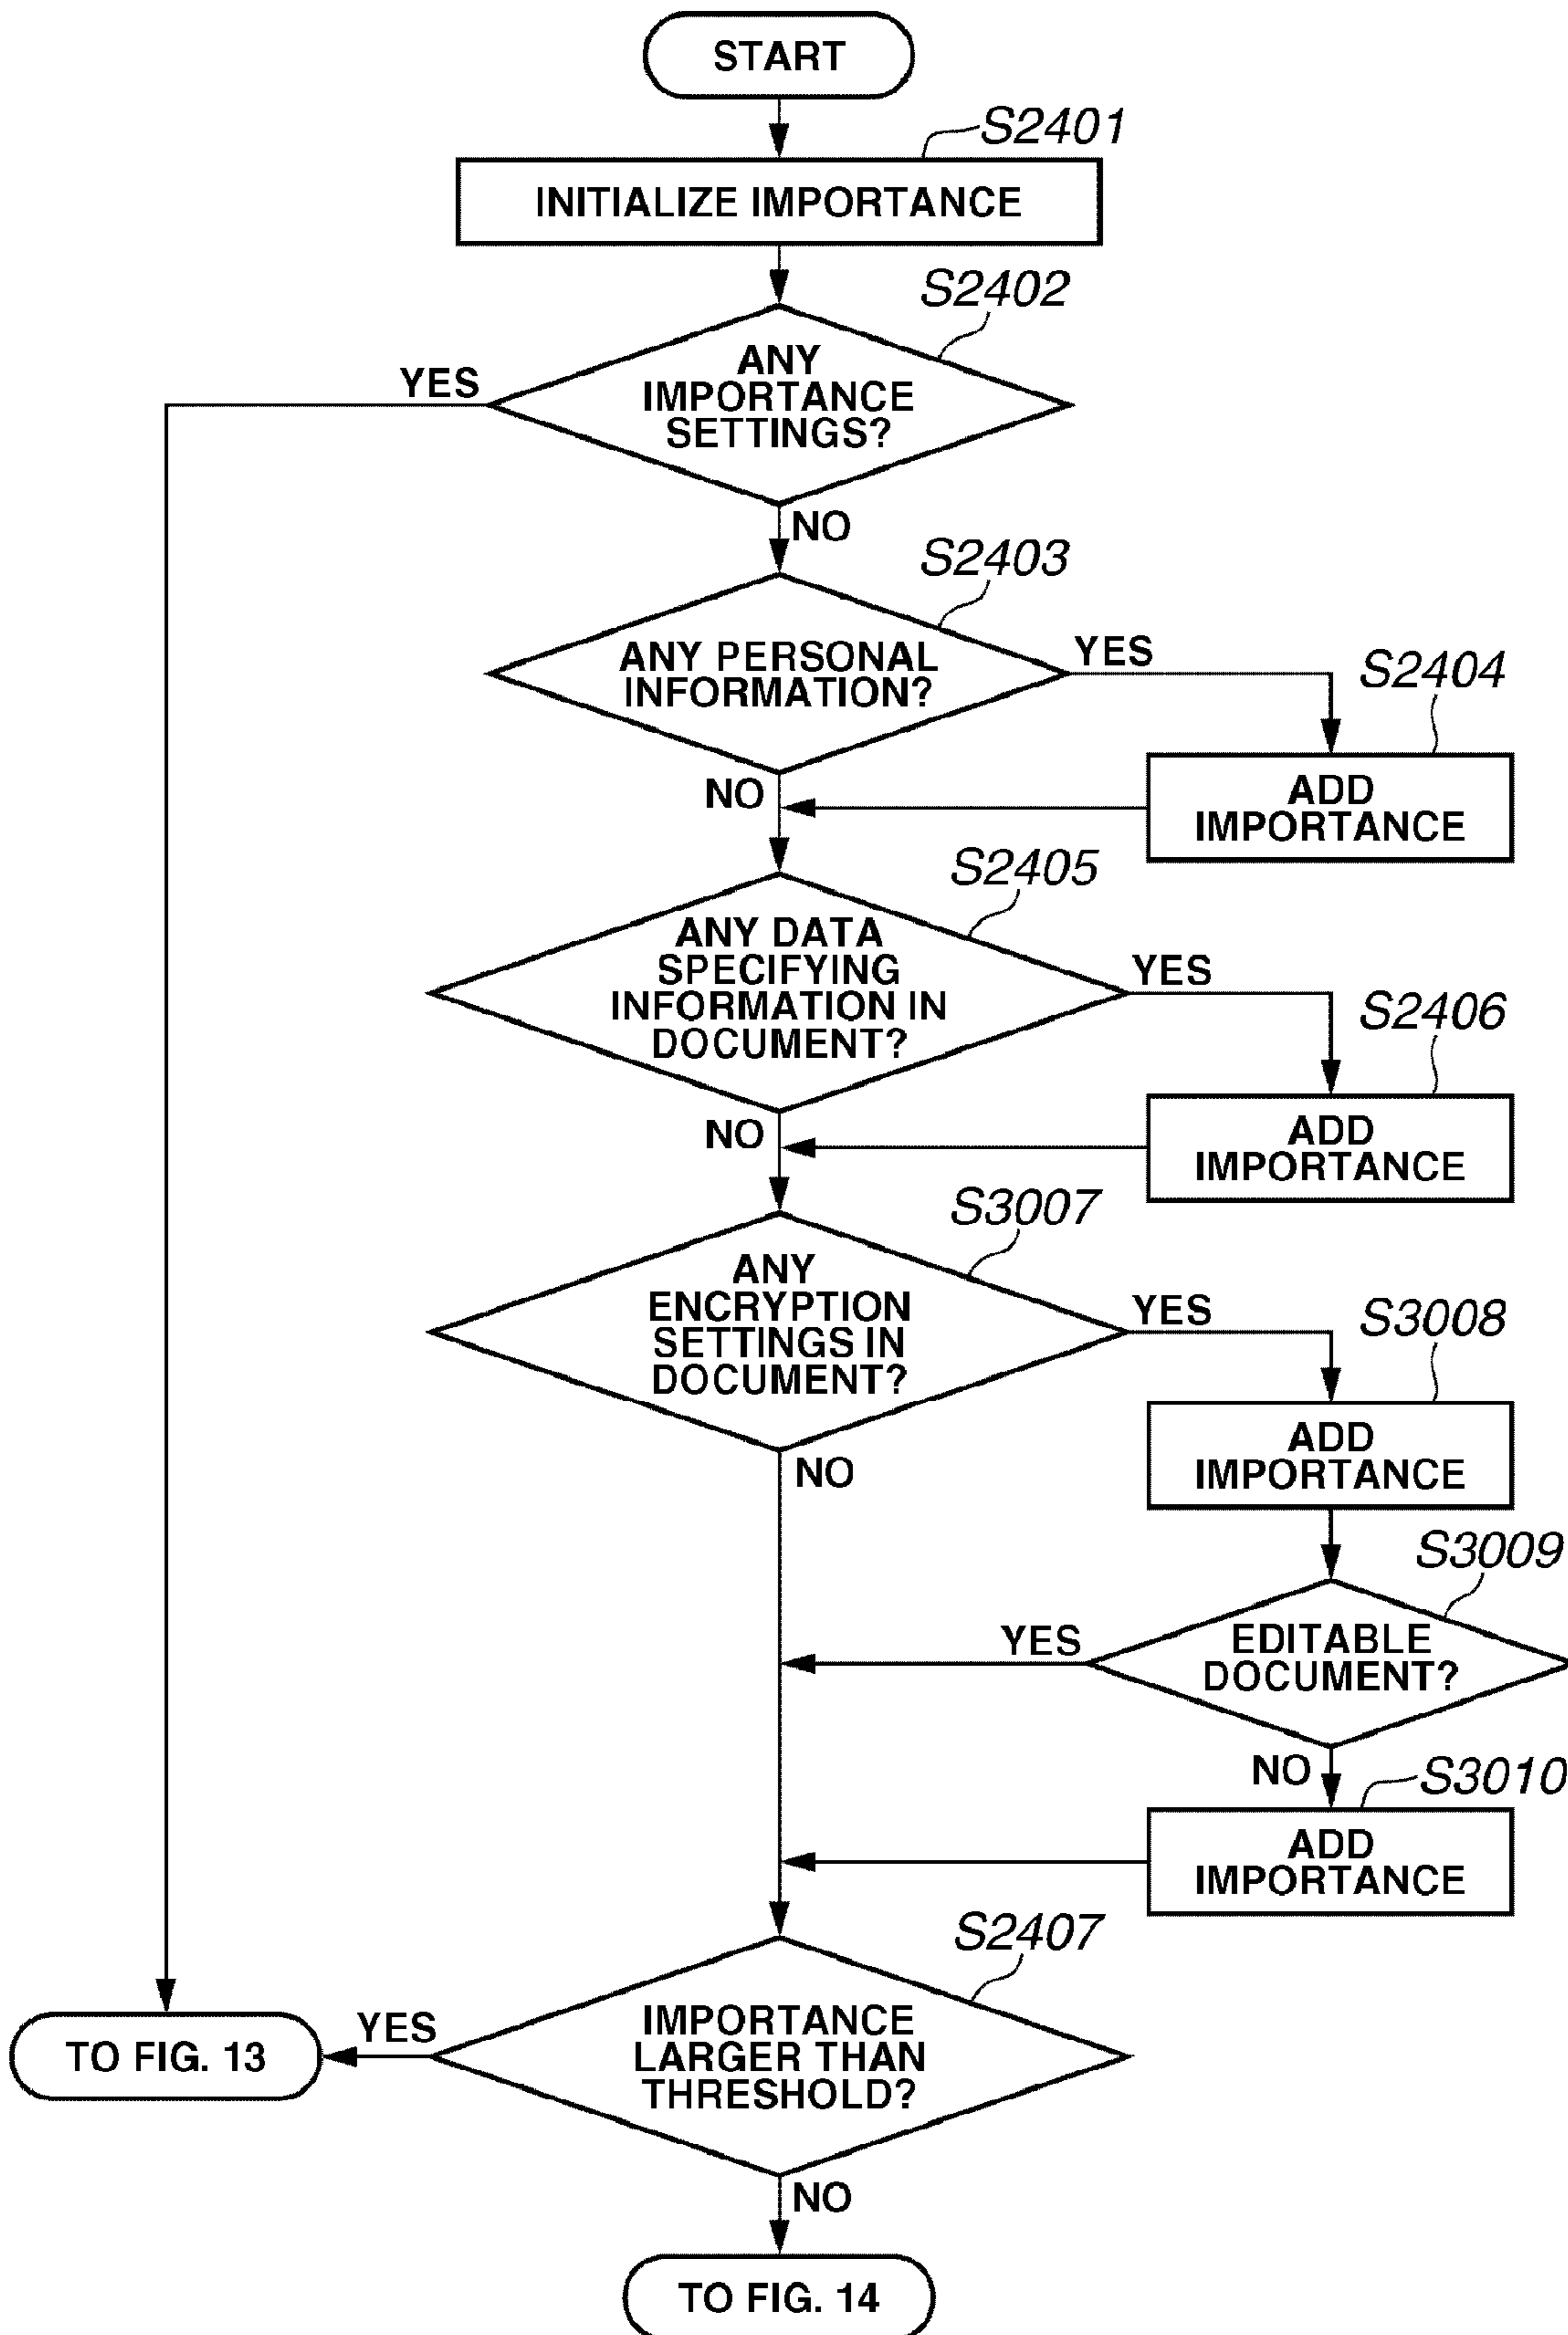 START
S2401
INITIALIZE IMPORTANCE
S2402
ANY
IMPORTANCE
SETTINGS?
YES
NO
S2403
ANY PERSONAL
INFORMATION?
YES
S2404
ADD
IMPORTANCE
NO
S2405
ANY DATA
SPECIFYING
INFORMATION IN
DOCUMENT?
YES
S2406
ADD
IMPORTANCE
NO
S3007
ANY
ENCRYPTION
SETTINGS IN
DOCUMENT?
YES
S3008
ADD
IMPORTANCE
NO
S3009
EDITABLE
DOCUMENT?
YES
NO
S3010
ADD
IMPORTANCE
S2407
IMPORTANCE
LARGER THAN
THRESHOLD?
YES
TO FIG. 13
NO
TO FIG. 14